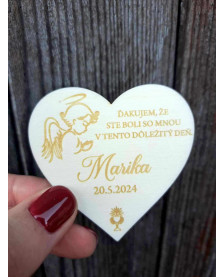 ĎAKUJEM, ŽE
STE BOLI SO MNOU
V TENTO DÔLEŽITÝ DEŇ.
Marika
20.5.2024